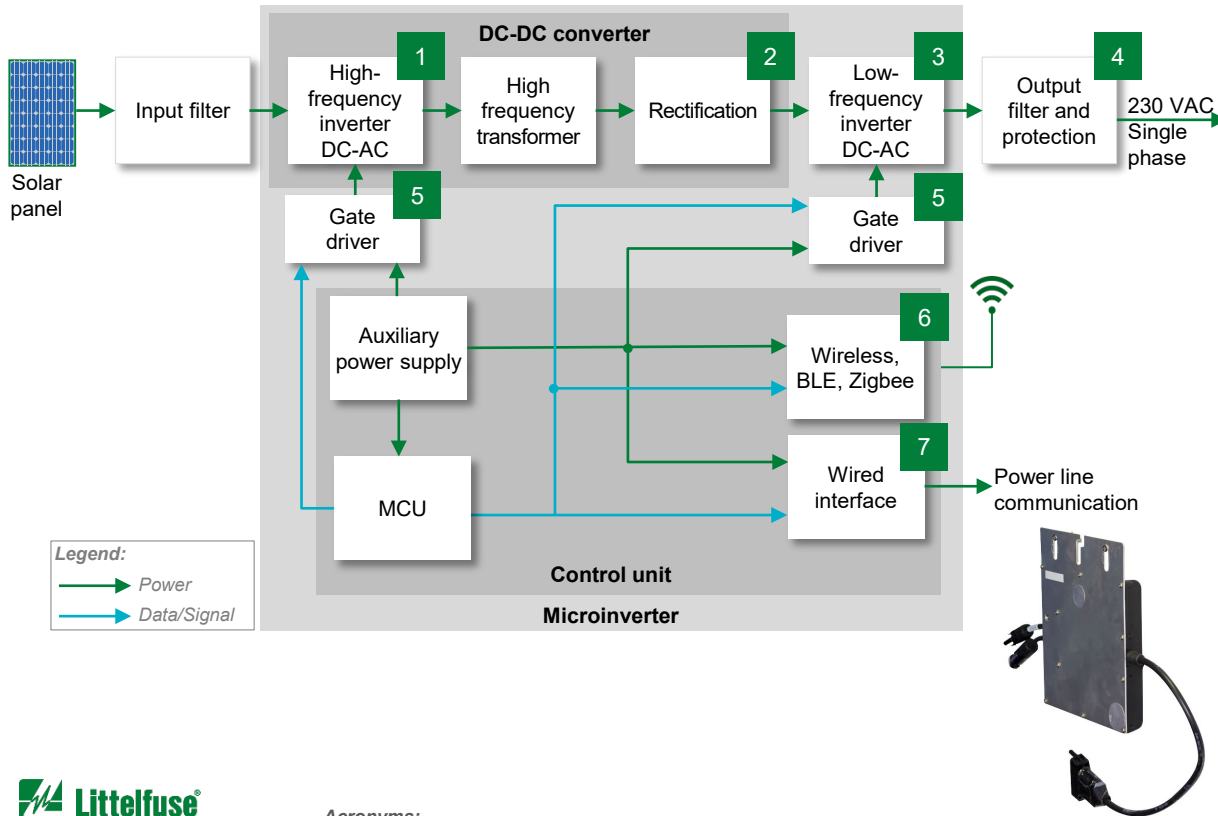 DC-DC converter
1
2
3
4
High-
frequency
inverter
DC-AC
High
frequency
transformer
Rectification
Low-
frequency
inverter
DC-AC
Output
filter and
protection
Input filter
230 VAC
Single
phase
Solar
panel
5
Gate
driver
5
Gate
driver
Auxiliary
power supply
6
Wireless,
BLE, Zigbee
7
Wired
interface
MCU
Power line
communication
Legend:
Power
Data/Signal
Control unit
Microinverter
Littelfuse®
Acronyms: